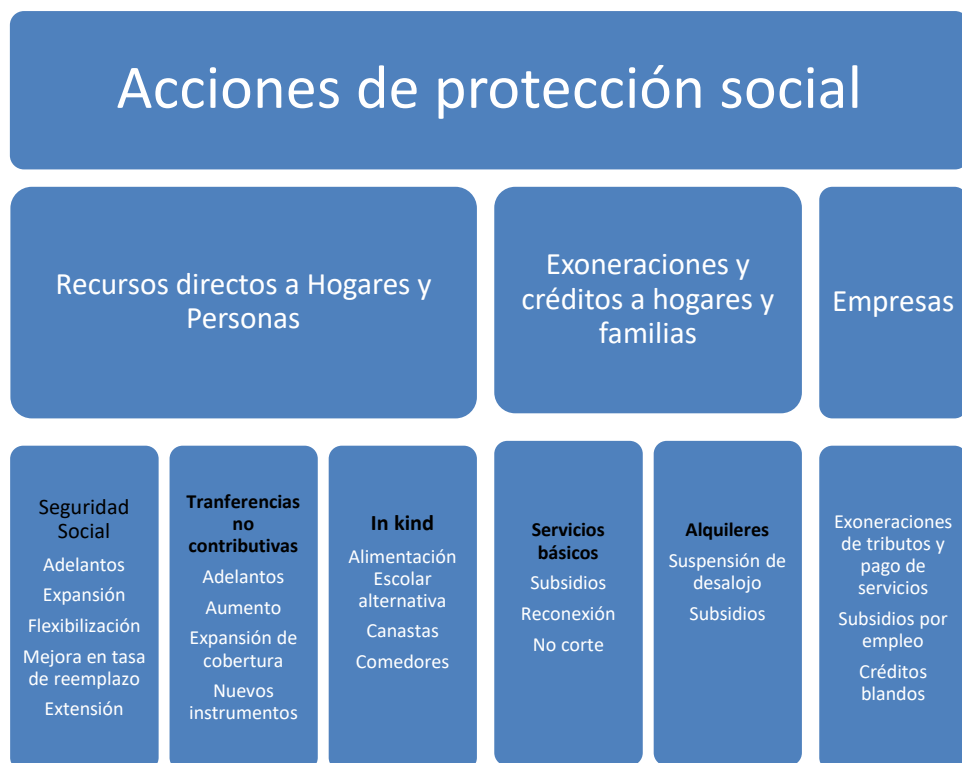 Acciones de protección social
Recursos directos a Hogares y
Personas
Exoneraciones y
créditos a hogares y
familias
Empresas
Seguridad
Social
Adelantos
Expansión
Flexibilización
Mejora en tasa
de reemplazo
Extensión
Tranferencias
no
contributivas
Adelantos
Aumento
Expansión de
cobertura
Nuevos
instrumentos
In kind
Alimentación
Escolar
alternativa
Canastas
Comedores
Servicios
básicos
Subsidios
Reconexión
No corte
Alquileres
Suspensión de
desalojo
Subsidios
Exoneraciones
de tributos y
pago de
servicios
Subsidios por
empleo
Créditos
blandos